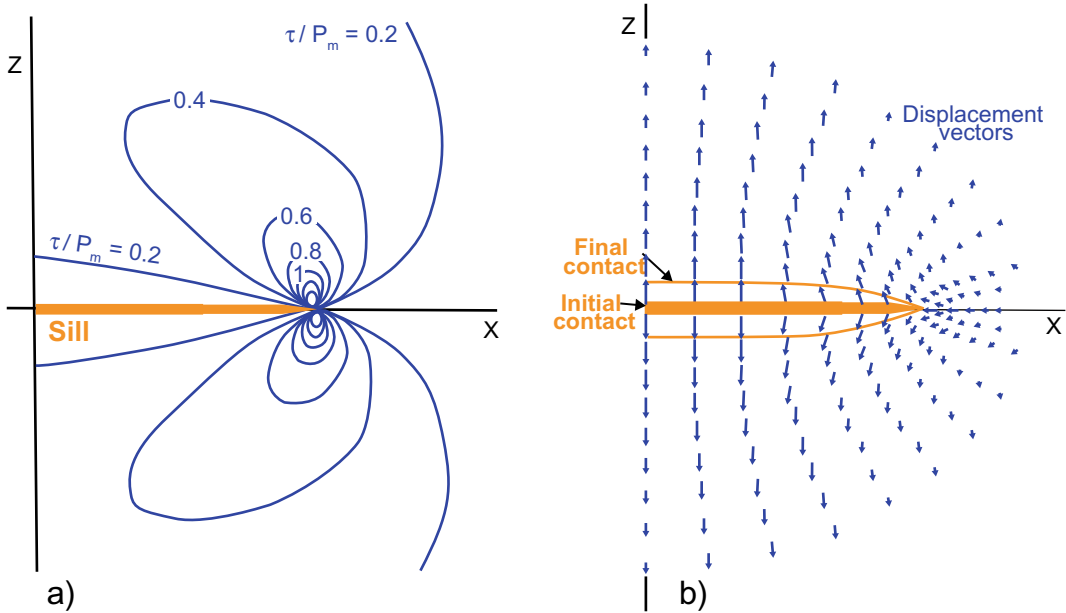 τ / Pm = 0.2
Z
0.4
0.6
0.8
1
τ / Pm = 0.2
Sill
X
a)
Z
Displacement
vectors
Final
contact
Initial
contact
X
b)